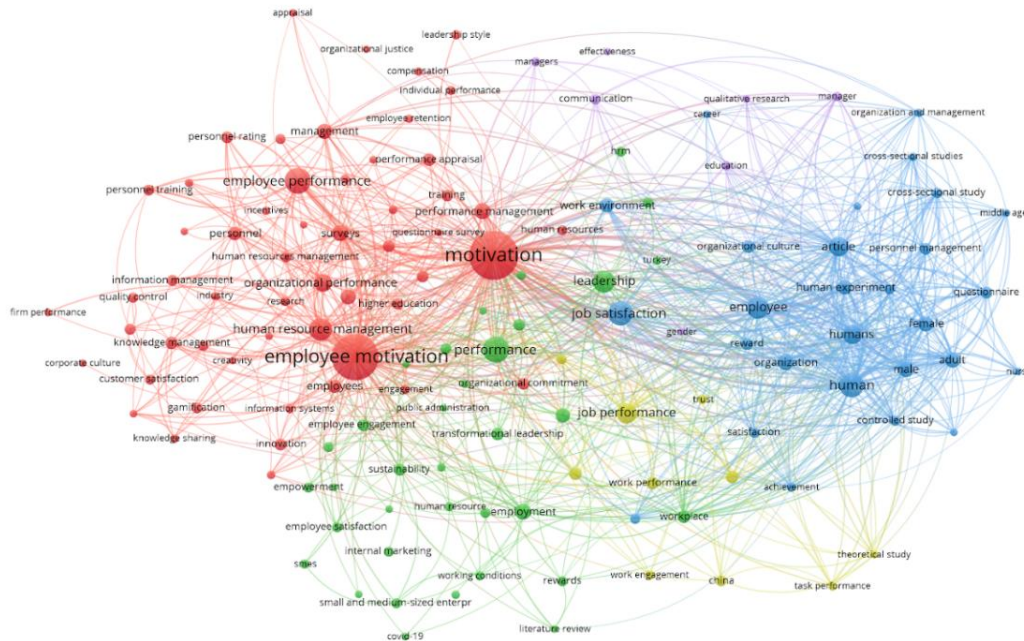 appraisal
leadership style
organizational justice
effectiveness
managers
compensation
individual performance
communication
qualitative research
manager
career
organization and management
employee retention
personnel rating
management
hrm
performance appraisal
cross-sectional studies
education
employee performance
personnel training
cross-sectional study
training
incentives
performance management
work environment
middle age
personnel
surveys
questionnaire survey
human resources
organizational culture
article
personnel management
motivation
human resources management
turkey
information management
organizational performance
leadership
human experiment
questionnaire
quality control
industry
research
higher education
firm performance
job satisfaction
employee
human resource management
gender
humans
female
knowledge management
reward
performance
employee motivation
corporate culture
creativity
organization
male
adult
nurs
customer satisfaction
employees
engagement
organizational commitment
human
trust
gamification
information systems
public administration
job performance
employee engagement
controlled study
knowledge sharing
innovation
transformational leadership
satisfaction
sustainability
empowerment
work performance
achievement
human resource
employment
workplace
employee satisfaction
internal marketing
theoretical study
smes
working conditions
rewards
work engagement
china
task performance
small and medium-sized enterpr
literature review
covid-19